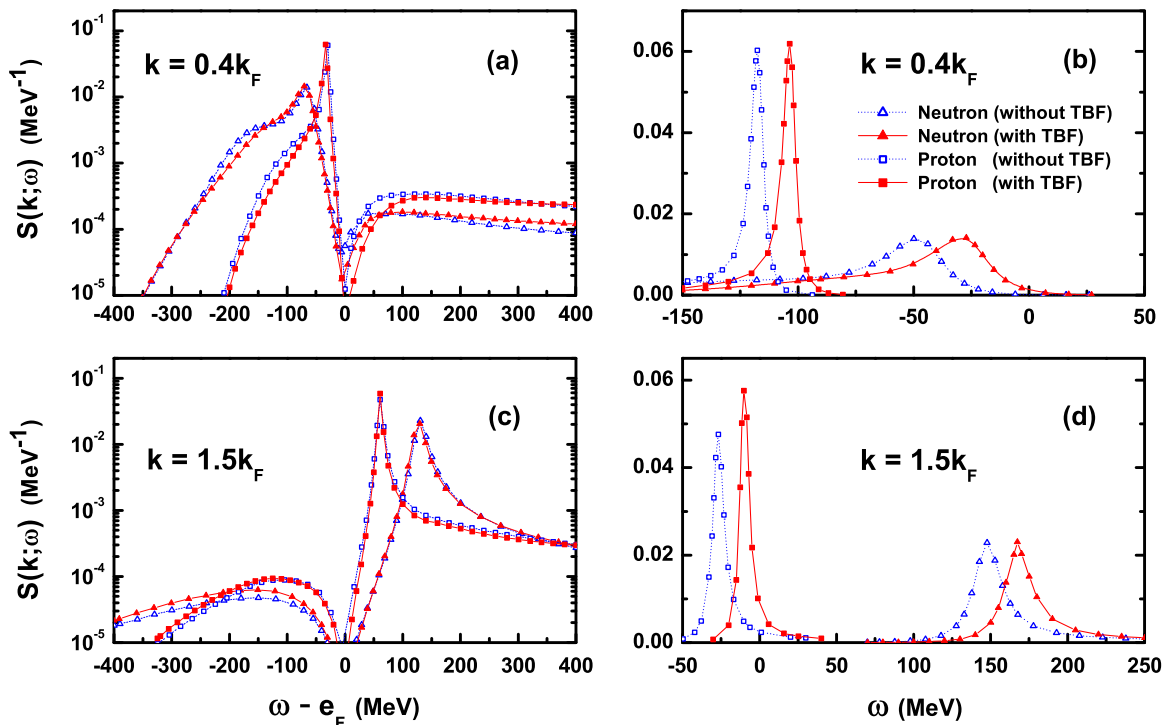 10⁻¹
10⁻²
10⁻³
10⁻⁴
10⁻⁵
S(k;ω) (MeV⁻¹)
k = 0.4k_F
(a)
-400 -300 -200 -100 0 100 200 300 400
0.06
0.04
0.02
0.00
k = 0.4k_F
(b)
Neutron (without TBF)
Neutron (with TBF)
Proton (without TBF)
Proton (with TBF)
-150 -100 -50 0 50
10⁻¹
10⁻²
10⁻³
10⁻⁴
10⁻⁵
S(k;ω) (MeV⁻¹)
(c)
k = 1.5k_F
-400 -300 -200 -100 0 100 200 300 400
ω - e_F (MeV)
0.06
0.04
0.02
0.00
(d)
k = 1.5k_F
-50 0 50 100 150 200 250
ω (MeV)